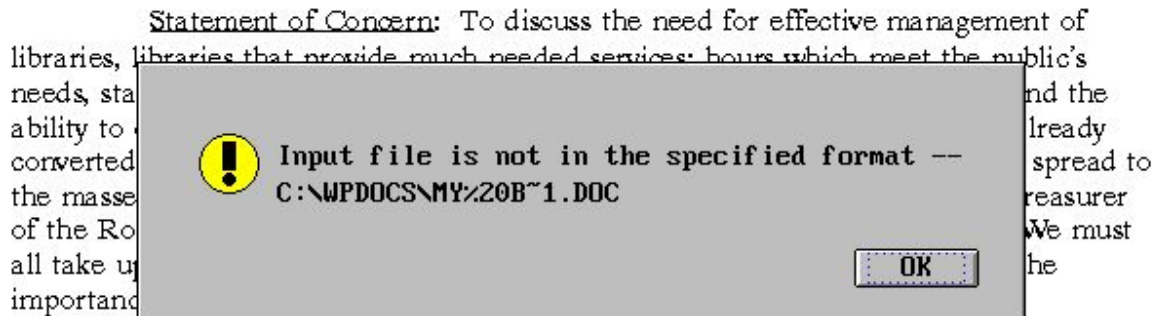 Statement of Concern: To discuss the need for effective management of
libraries, libraries that provide much needed services: hours which meet the public's
needs, sta nd the
ability to lready
converted spread to
the masse reasurer
of the Ro We must
all take up he
importanc
Input file is not in the specified format --
C:\WPDOCS\MY%20B~1.DOC
OK